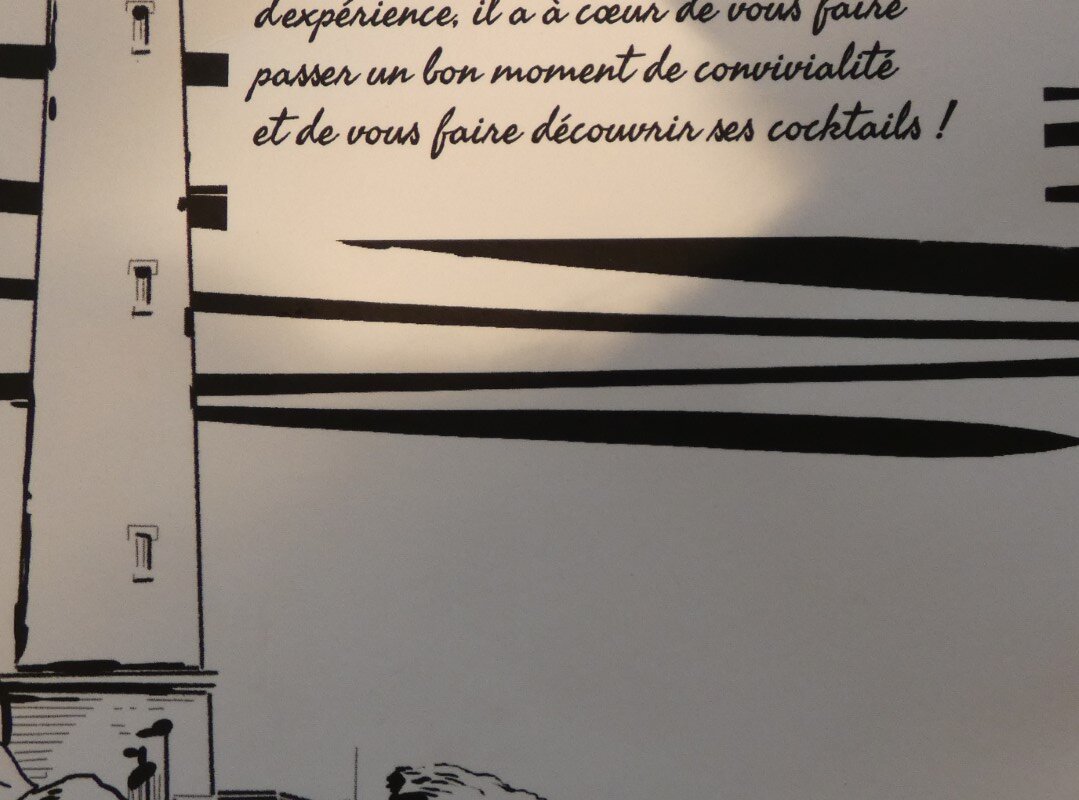 d'expérience, il a à cœur de vous faire
passer un bon moment de convivialité
et de vous faire découvrir ses cocktails !